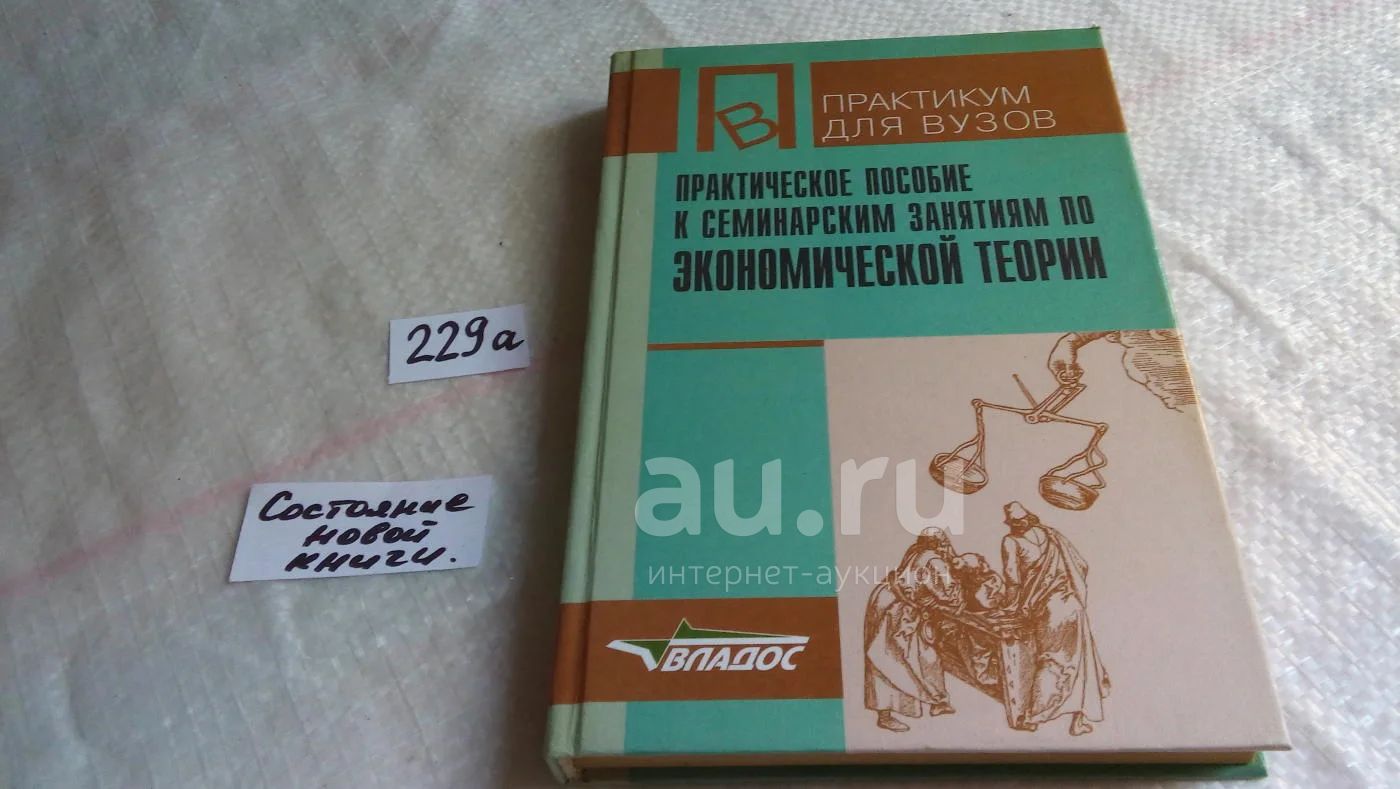 ПВ
ПРАКТИКУМ
ДЛЯ ВУЗОВ
ПРАКТИЧЕСКОЕ ПОСОБИЕ
К СЕМИНАРСКИМ ЗАНЯТИЯМ ПО
ЭКОНОМИЧЕСКОЙ ТЕОРИИ
229а
Состояние
новой
книги.
au.ru
интернет-аукцион
ВЛАДОС